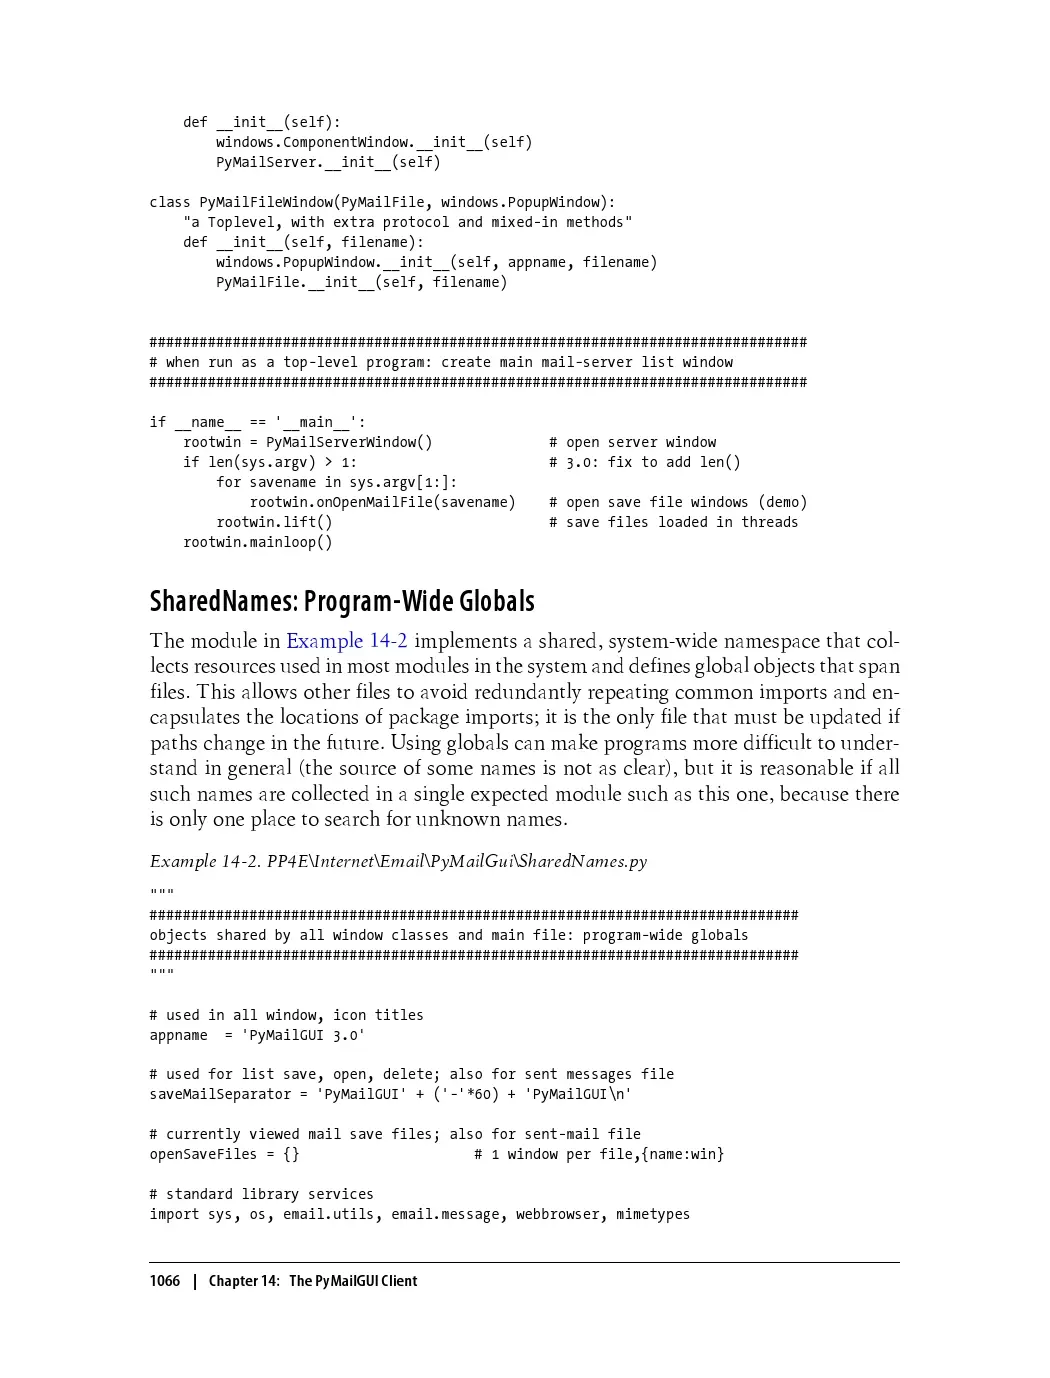 def __init__(self):
        windows.ComponentWindow.__init__(self)
        PyMailServer.__init__(self)

class PyMailFileWindow(PyMailFile, windows.PopupWindow):
    "a Toplevel, with extra protocol and mixed-in methods"
    def __init__(self, filename):
        windows.PopupWindow.__init__(self, appname, filename)
        PyMailFile.__init__(self, filename)

###############################################################################
# when run as a top-level program: create main mail-server list window
###############################################################################

if __name__ == '__main__':
    rootwin = PyMailServerWindow()              # open server window
    if len(sys.argv) > 1:                       # 3.0: fix to add len()
        for savename in sys.argv[1:]:
            rootwin.onOpenMailFile(savename)    # open save file windows (demo)
        rootwin.lift()                          # save files loaded in threads
    rootwin.mainloop()

SharedNames: Program-Wide Globals
The module in Example 14-2 implements a shared, system-wide namespace that col-
lects resources used in most modules in the system and defines global objects that span
files. This allows other files to avoid redundantly repeating common imports and en-
capsulates the locations of package imports; it is the only file that must be updated if
paths change in the future. Using globals can make programs more difficult to under-
stand in general (the source of some names is not as clear), but it is reasonable if all
such names are collected in a single expected module such as this one, because there
is only one place to search for unknown names.

Example 14-2. PP4E\Internet\Email\PyMailGui\SharedNames.py

"""
##############################################################################
objects shared by all window classes and main file: program-wide globals
##############################################################################
"""

# used in all window, icon titles
appname  = 'PyMailGUI 3.0'

# used for list save, open, delete; also for sent messages file
saveMailSeparator = 'PyMailGUI' + ('-'*60) + 'PyMailGUI\n'

# currently viewed mail save files; also for sent-mail file
openSaveFiles = {}                     # 1 window per file,{name:win}

# standard library services
import sys, os, email.utils, email.message, webbrowser, mimetypes

1066 | Chapter 14: The PyMailGUI Client